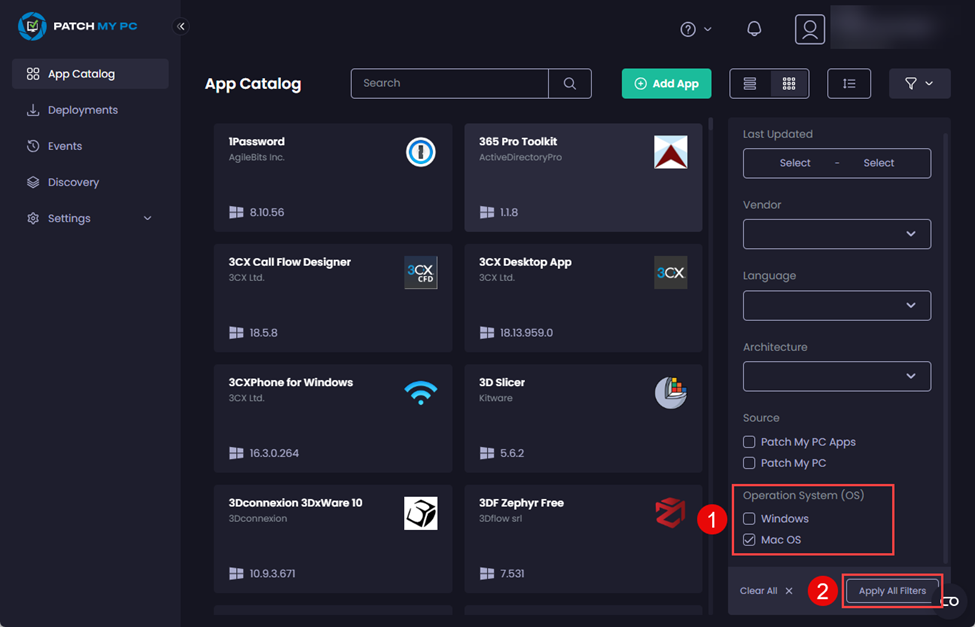 PATCH MY PC
App Catalog
Deployments
Events
Discovery
Settings
App Catalog
Search
Add App
1Password
AgileBits Inc.
8.10.56
365 Pro Toolkit
ActiveDirectoryPro
1.1.8
3CX Call Flow Designer
3CX Ltd.
3CX
CFD
18.5.8
3CX Desktop App
3CX Ltd.
3CX
18.13.959.0
3CXPhone for Windows
3CX Ltd.
16.3.0.264
3D Slicer
Kitware
5.6.2
3Dconnexion 3DxWare 10
3Dconnexion
10.9.3.671
3DF Zephyr Free
3Dflow srl
7.531
Last Updated
Select - Select
Vendor
Language
Architecture
Source
Patch My PC Apps
Patch My PC
1
Operation System (OS)
Windows
Mac OS
Clear All ×
2
Apply All Filters